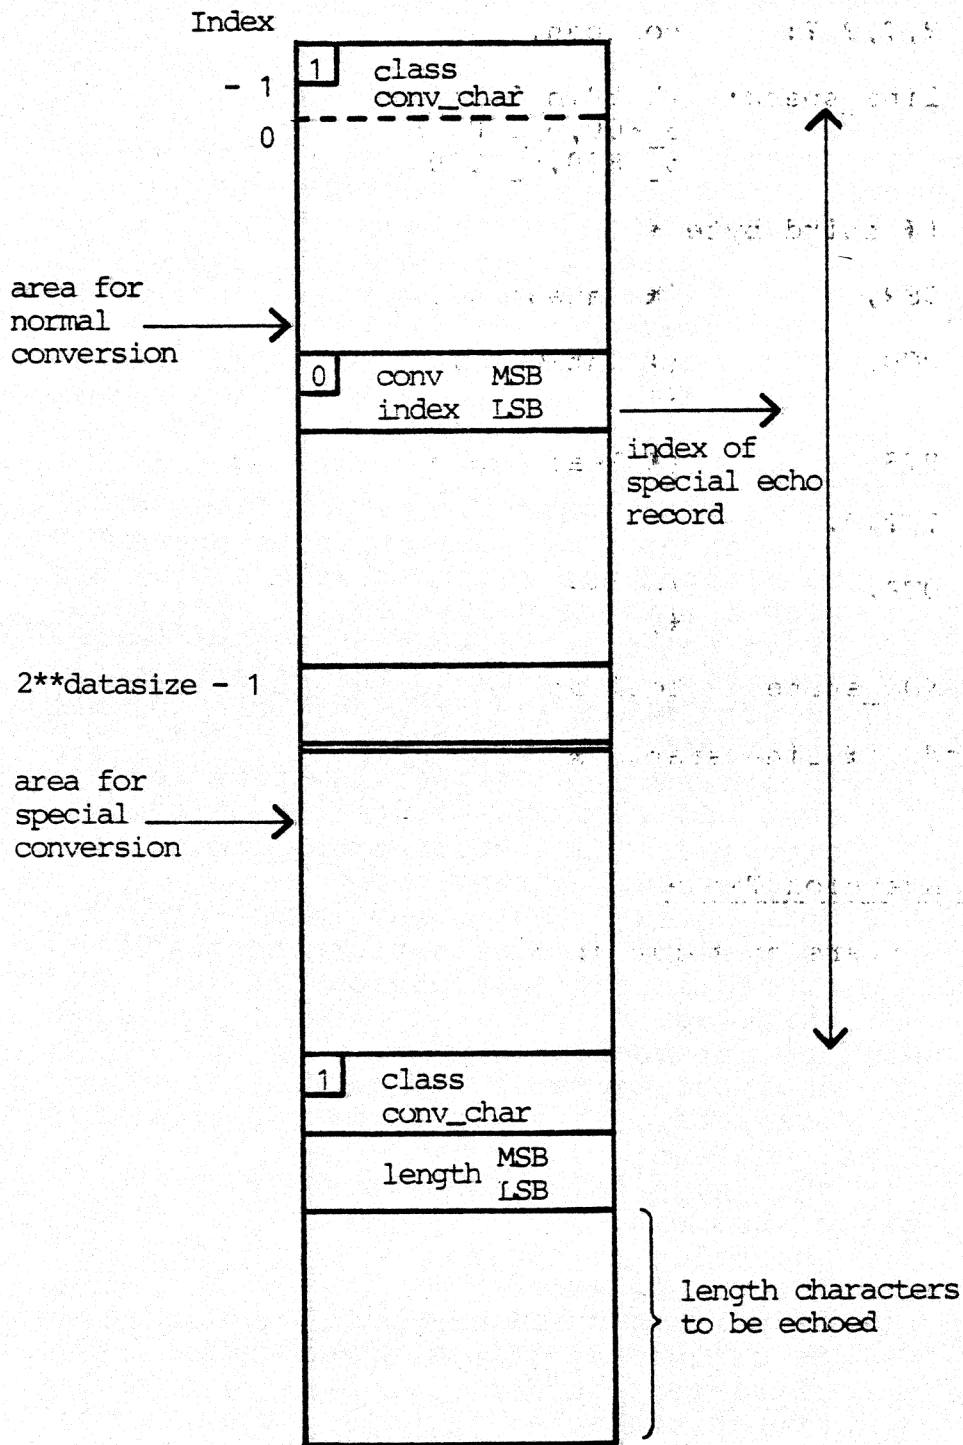 Index
- 1
1 class
conv_char
0
area for
normal
conversion
0 conv MSB
index LSB
index of
special echo
record
2**datasize - 1
area for
special
conversion
1 class
conv_char
length MSB
LSB
length characters
to be echoed